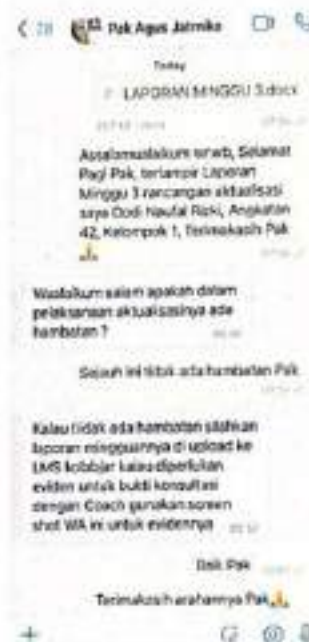 Pak Agus Jatmika
Today
LAPORAN MINGGU 3.docx
Assalamualaikum wrwb, Selamat
Pagi Pak, terlampir Laporan
Minggu 3 rancangan aktualisasi
saya Dodi Naufal Rizki, Angkatan
42, Kelompok 1, Terimakasih Pak
🙏
Waalaikum salam apakah dalam
pelaksanaan aktualisasinya ada
hambatan ?
Sejauh ini tidak ada hambatan Pak
Kalau tidak ada hambatan silahkan
laporan mingguannya di upload ke
LMS kolabjar kalau diperlukan
eviden untuk bukti konsultasi
dengan Coach gunakan screen
shot WA ini untuk evidennya
Baik Pak
Terimakasih arahannya Pak🙏